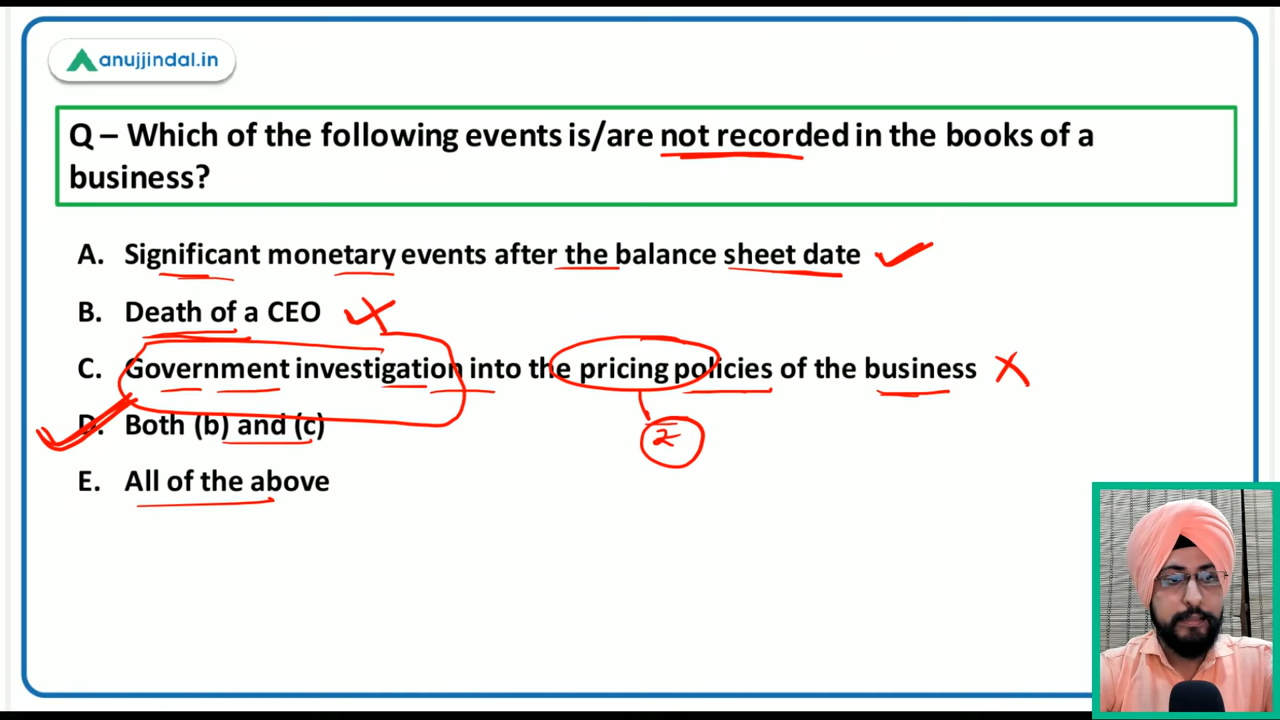 anujjindal.in
Q – Which of the following events is/are not recorded in the books of a
business?
A. Significant monetary events after the balance sheet date
B. Death of a CEO
C. Government investigation into the pricing policies of the business
D. Both (b) and (c)
E. All of the above